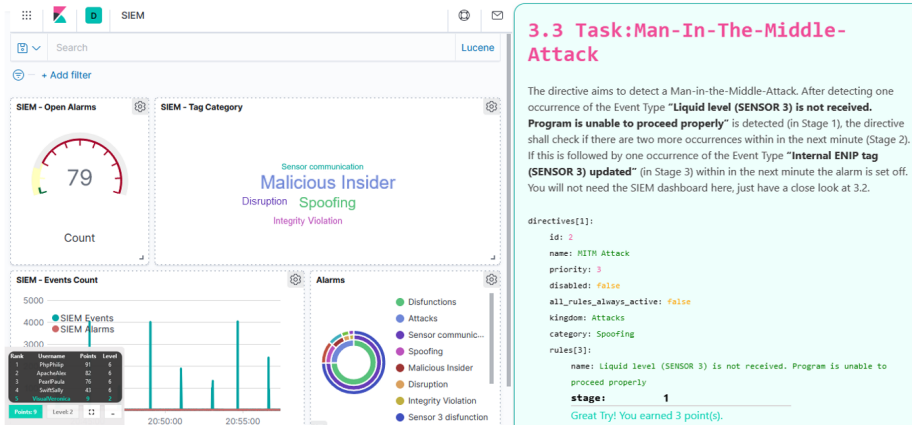 D
SIEM
Search
Lucene
+ Add filter
SIEM - Open Alarms
79
Count
SIEM - Tag Category
Sensor communication
Malicious Insider
Disruption
Spoofing
Integrity Violation
SIEM - Events Count
5000
4000
3000
SIEM Events
SIEM Alarms
20:50:00
20:55:00
Alarms
Disfunctions
Attacks
Sensor communic...
Spoofing
Malicious Insider
Disruption
Integrity Violation
Sensor 3 disfunction
Rank Username Points Level
1 PhpPhilip 91 6
2 ApacheAlex 82 6
3 PearlPaula 76 6
4 SwiftSally 43 6
5 VisualVeronica 9 2
Points 9
Level: 2
3.3 Task:Man-In-The-Middle-
Attack
The directive aims to detect a Man-in-the-Middle-Attack. After detecting one
occurrence of the Event Type “Liquid level (SENSOR 3) is not received.
Program is unable to proceed properly” is detected (in Stage 1), the directive
shall check if there are two more occurrences within in the next minute (Stage 2).
If this is followed by one occurrence of the Event Type “Internal ENIP tag
(SENSOR 3) updated” (in Stage 3) within in the next minute the alarm is set off.
You will not need the SIEM dashboard here, just have a close look at 3.2.
directives[1]:
id: 2
name: MITM Attack
priority: 3
disabled: false
all_rules_always_active: false
kingdom: Attacks
category: Spoofing
rules[3]:
name: Liquid level (SENSOR 3) is not received. Program is unable to
proceed properly
stage: 1
Great Try! You earned 3 point(s).